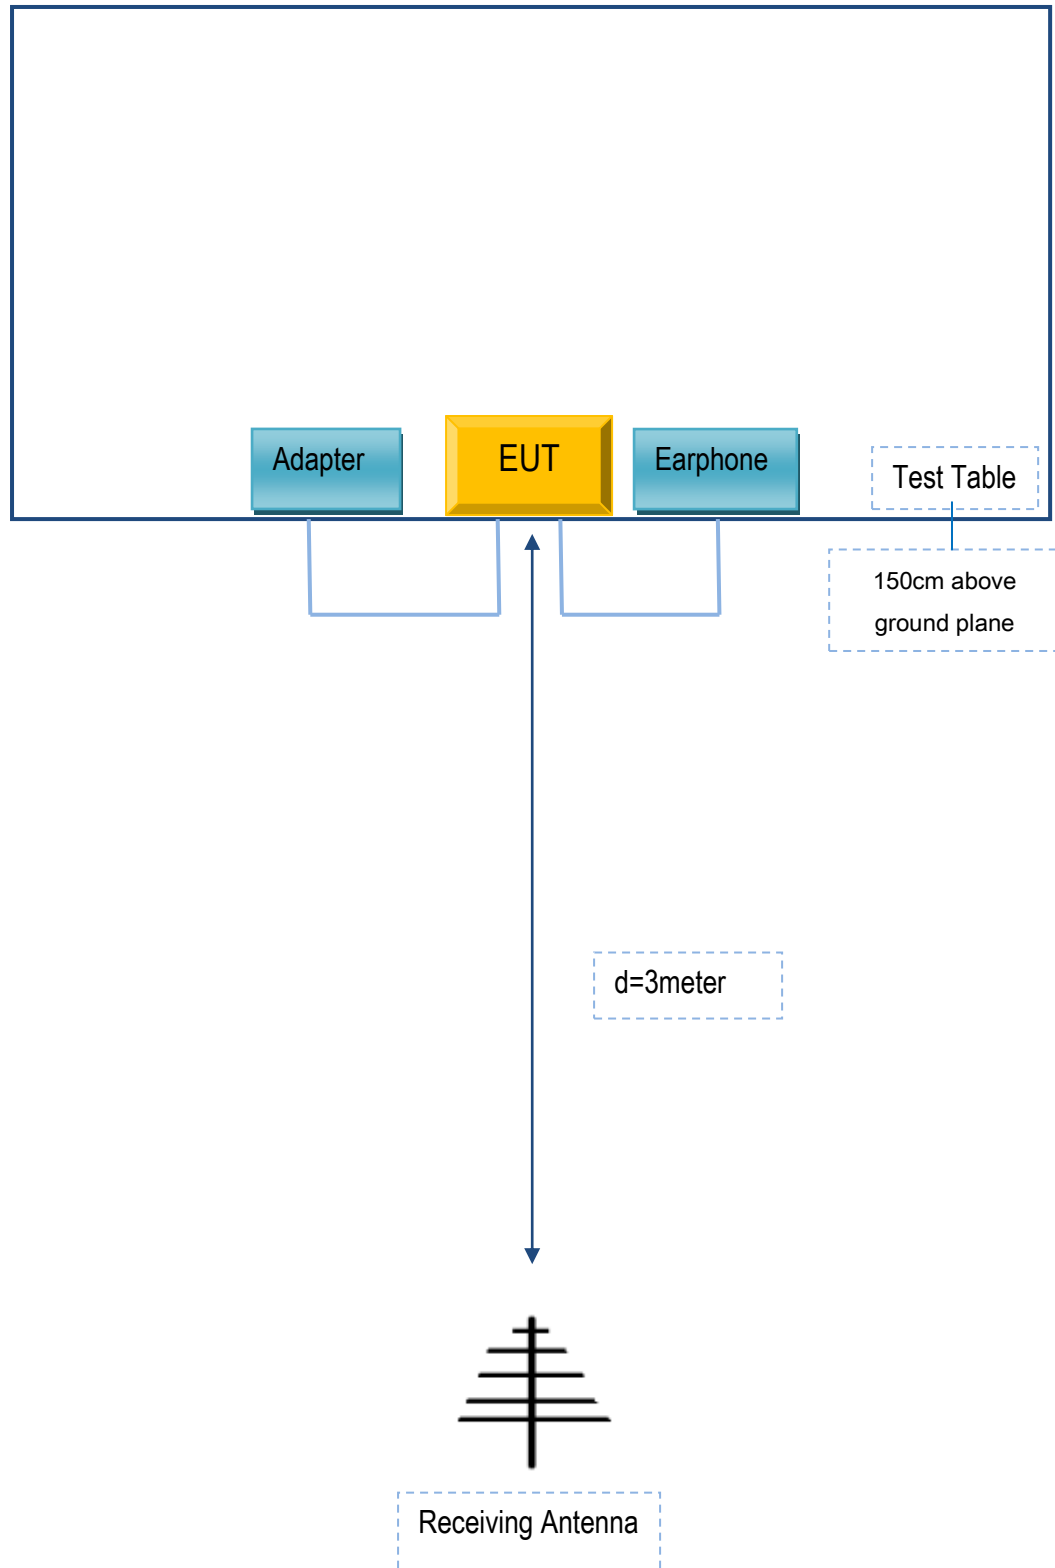 Adapter
EUT
Earphone
Test Table
150cm above
ground plane
d=3meter
Receiving Antenna